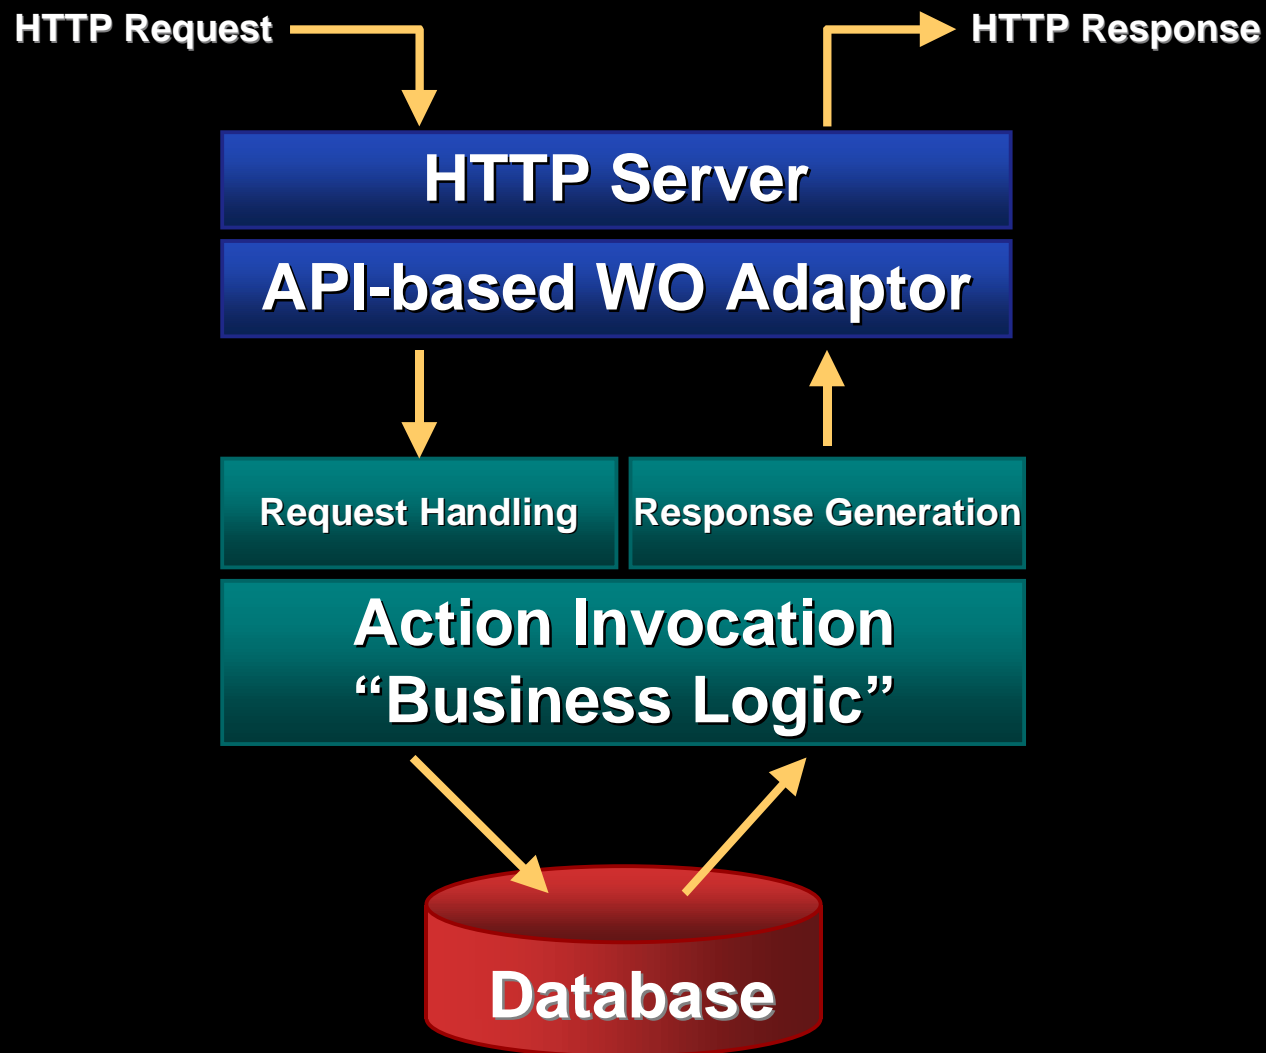 HTTP Request
HTTP Response
HTTP Server
API-based WO Adaptor
Request Handling
Response Generation
Action Invocation
“Business Logic”
Database